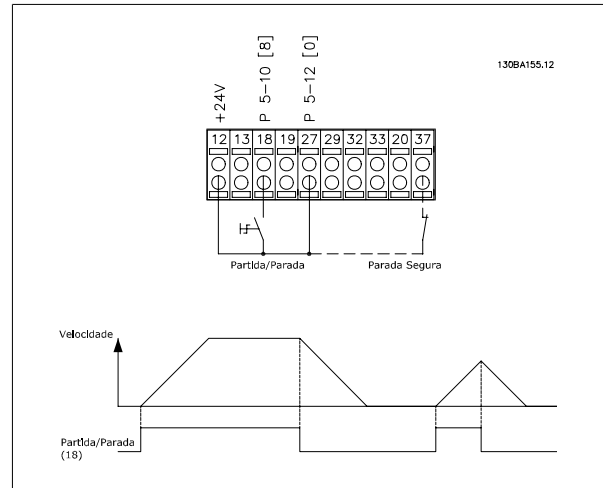 P 5-10 [8]
P 5-12 [0]
+24V
130BA155.12
12 13 18 19 27 29 32 33 20 37
Partida/Parada
Parada Segura
Velocidade
Partida/Parada
(18)